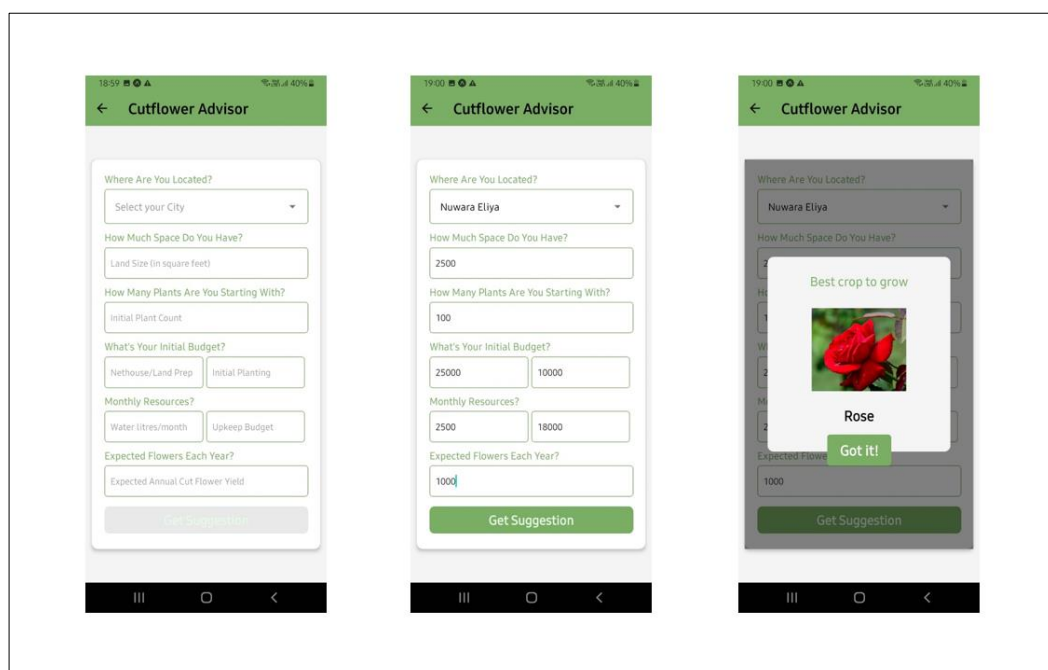 18:59 40%
Cutflower Advisor
Where Are You Located?
Select your City
How Much Space Do You Have?
Land Size (in square feet)
How Many Plants Are You Starting With?
Initial Plant Count
What's Your Initial Budget?
Nethouse/Land Prep Initial Planting
Monthly Resources?
Water litres/month Upkeep Budget
Expected Flowers Each Year?
Expected Annual Cut Flower Yield
Get Suggestion
19:00 40%
Cutflower Advisor
Where Are You Located?
Nuwara Eliya
How Much Space Do You Have?
2500
How Many Plants Are You Starting With?
100
What's Your Initial Budget?
25000 10000
Monthly Resources?
2500 18000
Expected Flowers Each Year?
1000
Get Suggestion
19:00 40%
Cutflower Advisor
Where Are You Located?
Nuwara Eliya
How Much Space Do You Have?
Best crop to grow
Rose
Got it!
Expected Flowe
1000
Get Suggestion